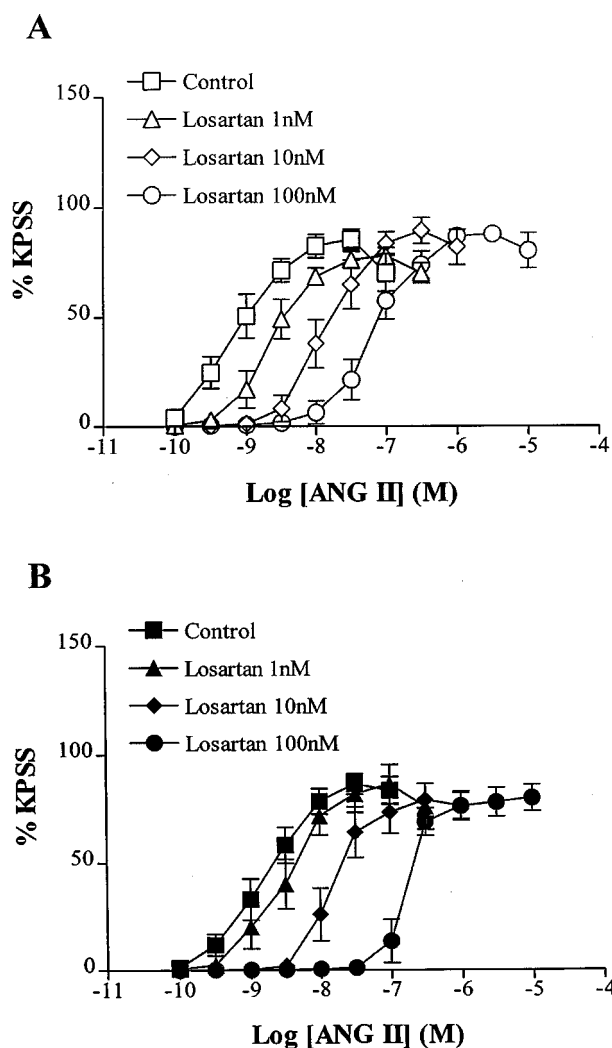 A
Control
Losartan 1nM
Losartan 10nM
Losartan 100nM
150
100
50
0
% KPSS
-11 -10 -9 -8 -7 -6 -5 -4
Log [ANG II] (M)
B
Control
Losartan 1nM
Losartan 10nM
Losartan 100nM
150
100
50
0
% KPSS
-11 -10 -9 -8 -7 -6 -5 -4
Log [ANG II] (M)